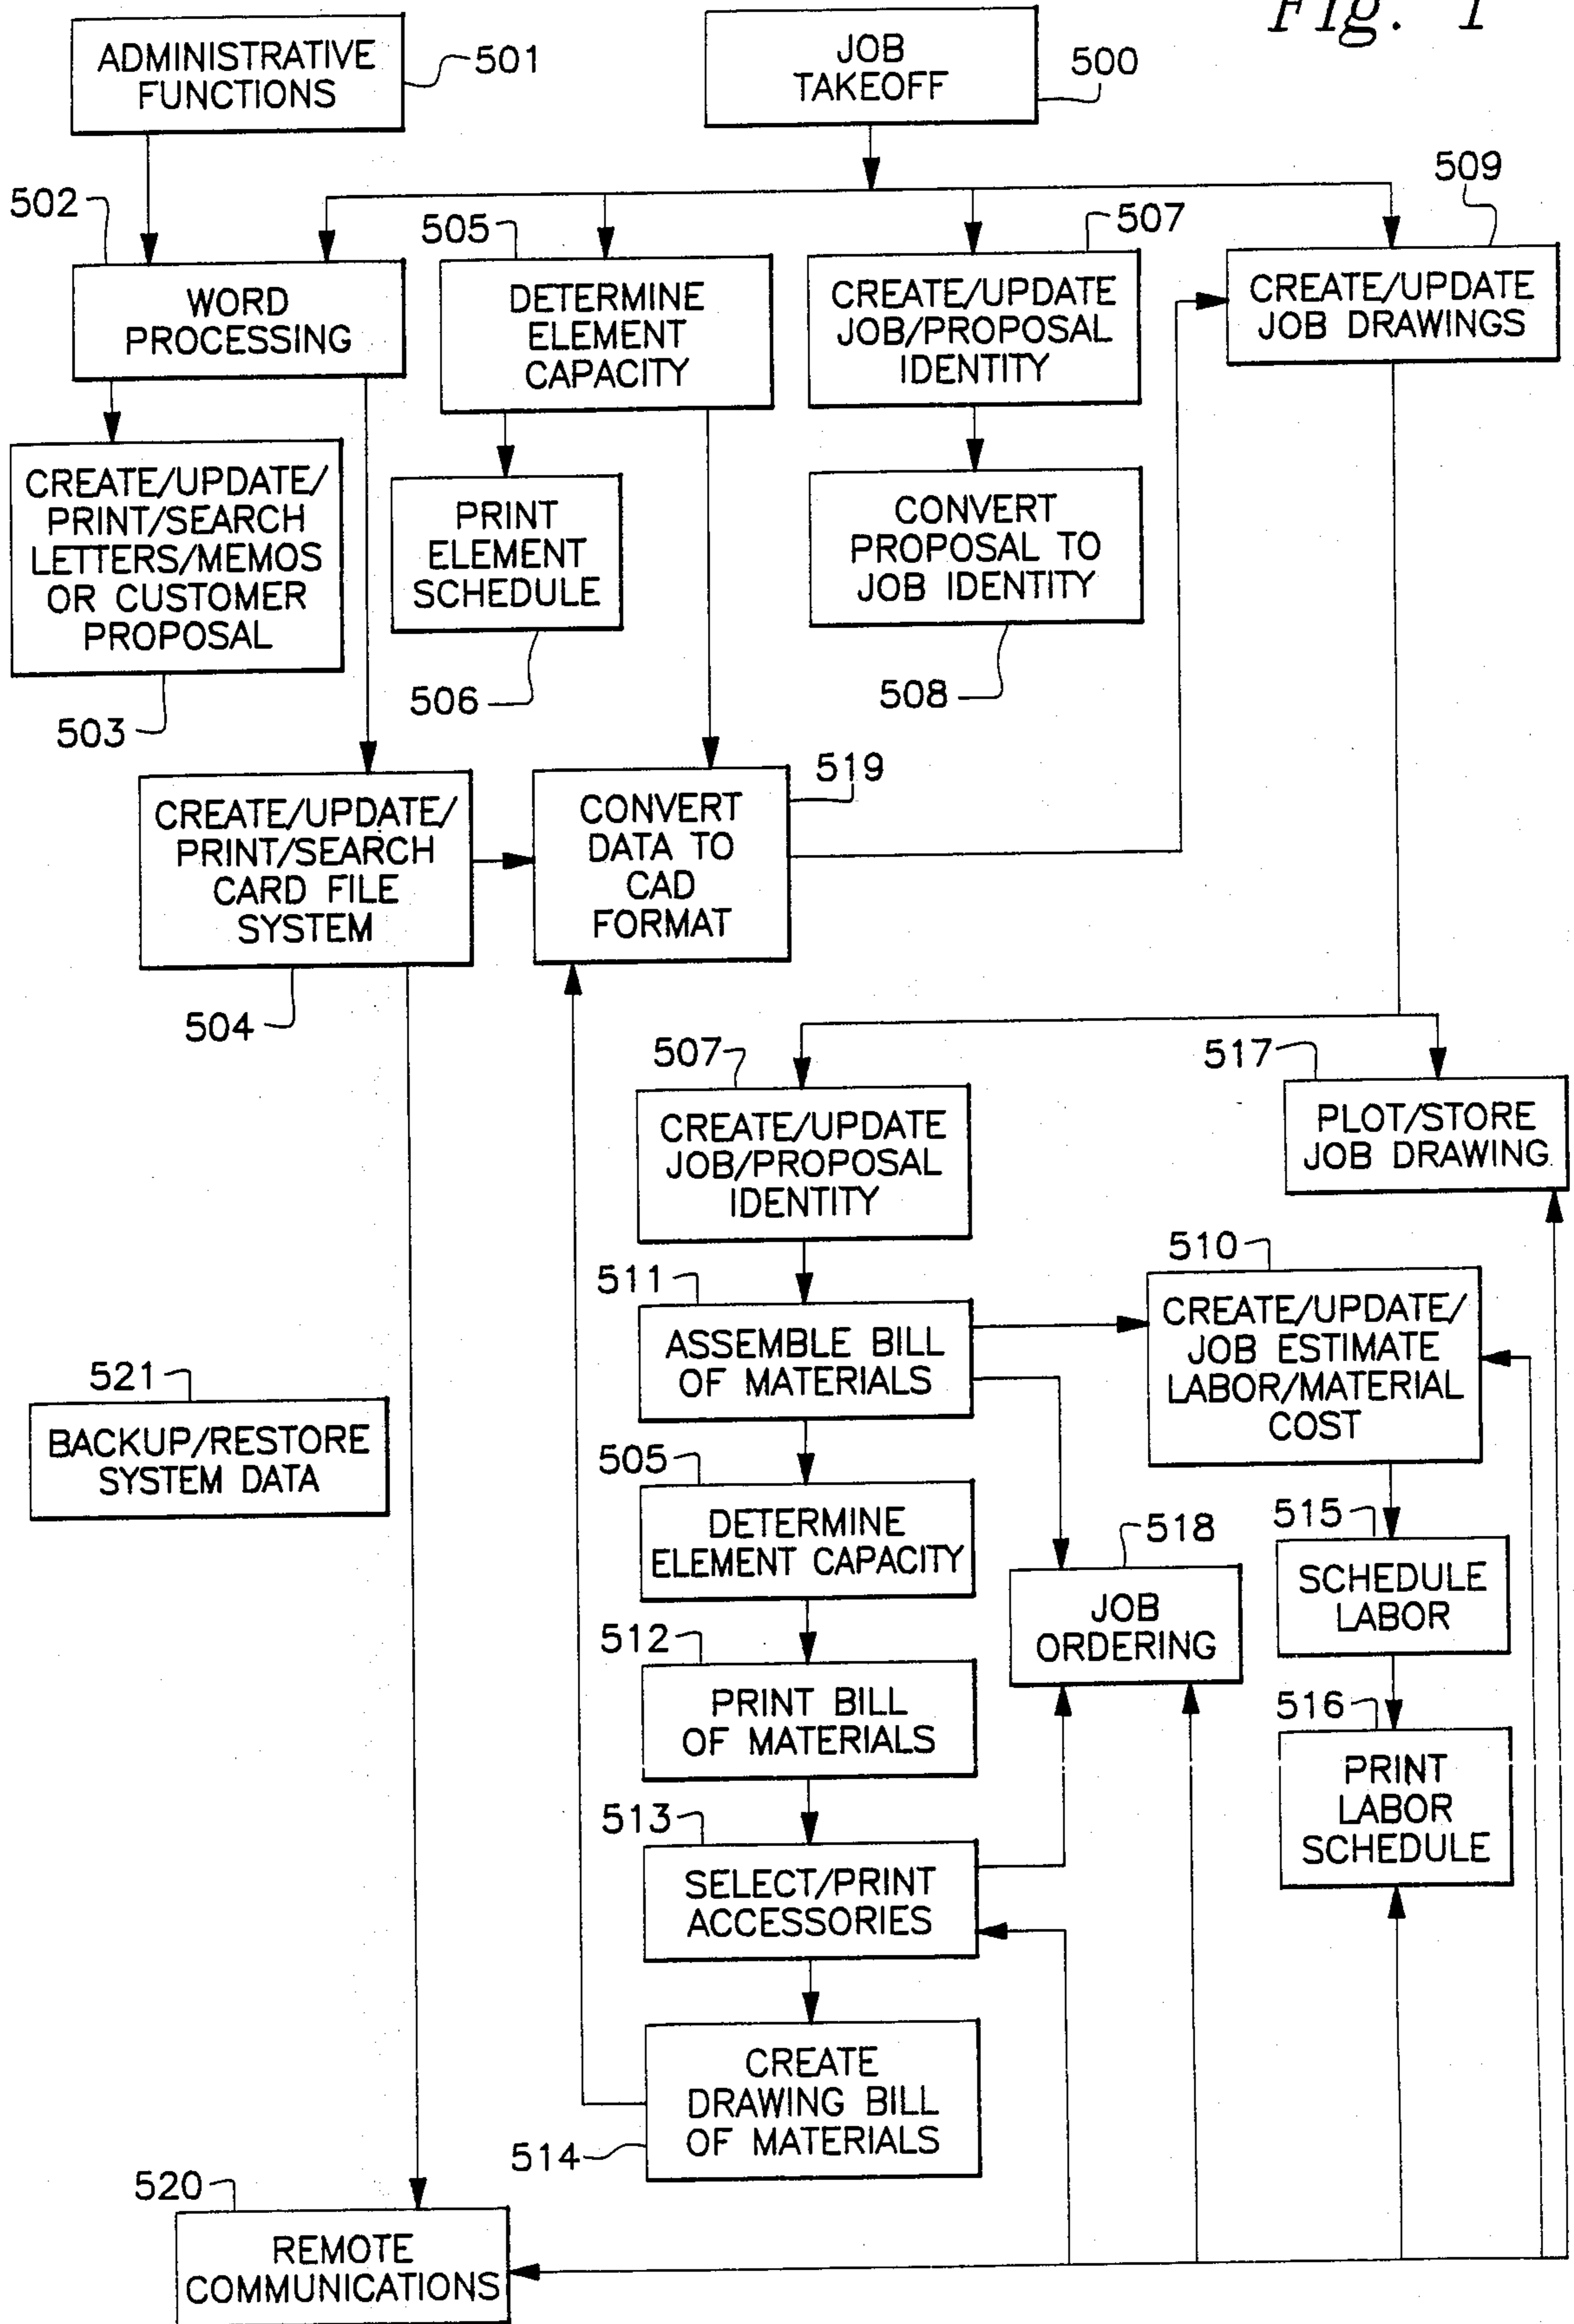 Fig. 1
ADMINISTRATIVE
FUNCTIONS
501
JOB
TAKEOFF
500
502
WORD
PROCESSING
505
DETERMINE
ELEMENT
CAPACITY
507
CREATE/UPDATE
JOB/PROPOSAL
IDENTITY
509
CREATE/UPDATE
JOB DRAWINGS
CREATE/UPDATE/
PRINT/SEARCH
LETTERS/MEMOS
OR CUSTOMER
PROPOSAL
503
PRINT
ELEMENT
SCHEDULE
506
CONVERT
PROPOSAL TO
JOB IDENTITY
508
CREATE/UPDATE/
PRINT/SEARCH
CARD FILE
SYSTEM
504
519
CONVERT
DATA TO
CAD
FORMAT
507
CREATE/UPDATE
JOB/PROPOSAL
IDENTITY
517
PLOT/STORE
JOB DRAWING
511
ASSEMBLE BILL
OF MATERIALS
510
CREATE/UPDATE/
JOB ESTIMATE
LABOR/MATERIAL
COST
521
BACKUP/RESTORE
SYSTEM DATA
505
DETERMINE
ELEMENT CAPACITY
518
JOB
ORDERING
515
SCHEDULE
LABOR
512
PRINT BILL
OF MATERIALS
516
PRINT
LABOR
SCHEDULE
513
SELECT/PRINT
ACCESSORIES
CREATE
DRAWING BILL
OF MATERIALS
514
520
REMOTE
COMMUNICATIONS